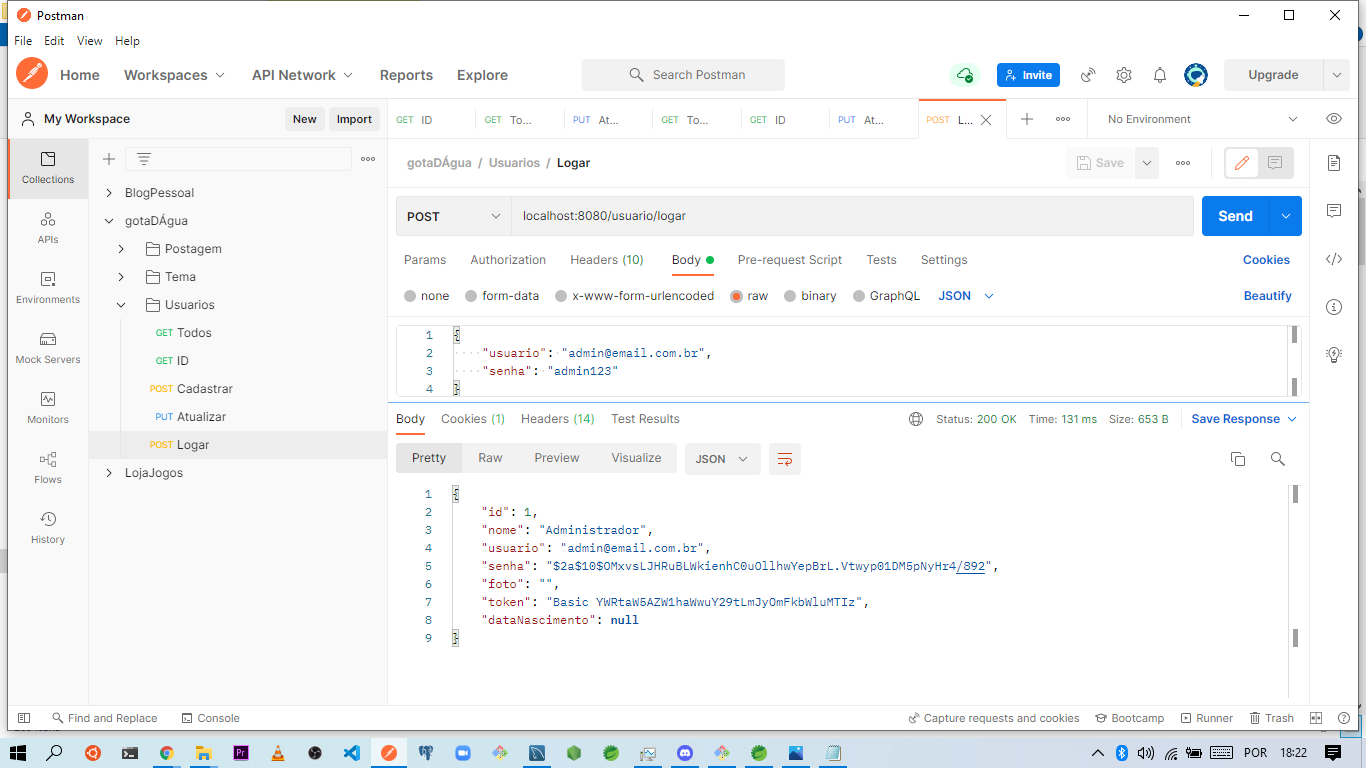 Postman
File Edit View Help
Home Workspaces API Network Reports Explore Search Postman Invite Upgrade
My Workspace New Import
GET ID GET To... PUT At... GET To... GET ID PUT At... POST L... No Environment
Collections
APIs
Environments
Mock Servers
Monitors
Flows
History
BlogPessoal
gotaDÁgua
Postagem
Tema
Usuarios
GET Todos
GET ID
POST Cadastrar
PUT Atualizar
POST Logar
LojaJogos
gotaDÁgua / Usuarios / Logar Save
POST localhost:8080/usuario/logar Send
Params Authorization Headers (10) Body Pre-request Script Tests Settings Cookies
none form-data x-www-form-urlencoded raw binary GraphQL JSON Beautify
1 {
2 "usuario": "admin@email.com.br",
3 "senha": "admin123"
4 }
Body Cookies (1) Headers (14) Test Results Status: 200 OK Time: 131 ms Size: 653 B Save Response
Pretty Raw Preview Visualize JSON
1 {
2 "id": 1,
3 "nome": "Administrador",
4 "usuario": "admin@email.com.br",
5 "senha": "$2a$10$OMxvsLJHRuBLWkienhC0uOllhwYepBrL.Vtwyp01DM5pNyHr4/892",
6 "foto": "",
7 "token": "Basic YWRtaW5AZW1haWwuY29tLmJyOmFkbWluMTIz",
8 "dataNascimento": null
9 }
Find and Replace Console Capture requests and cookies Bootcamp Runner Trash
Pr POR 18:22